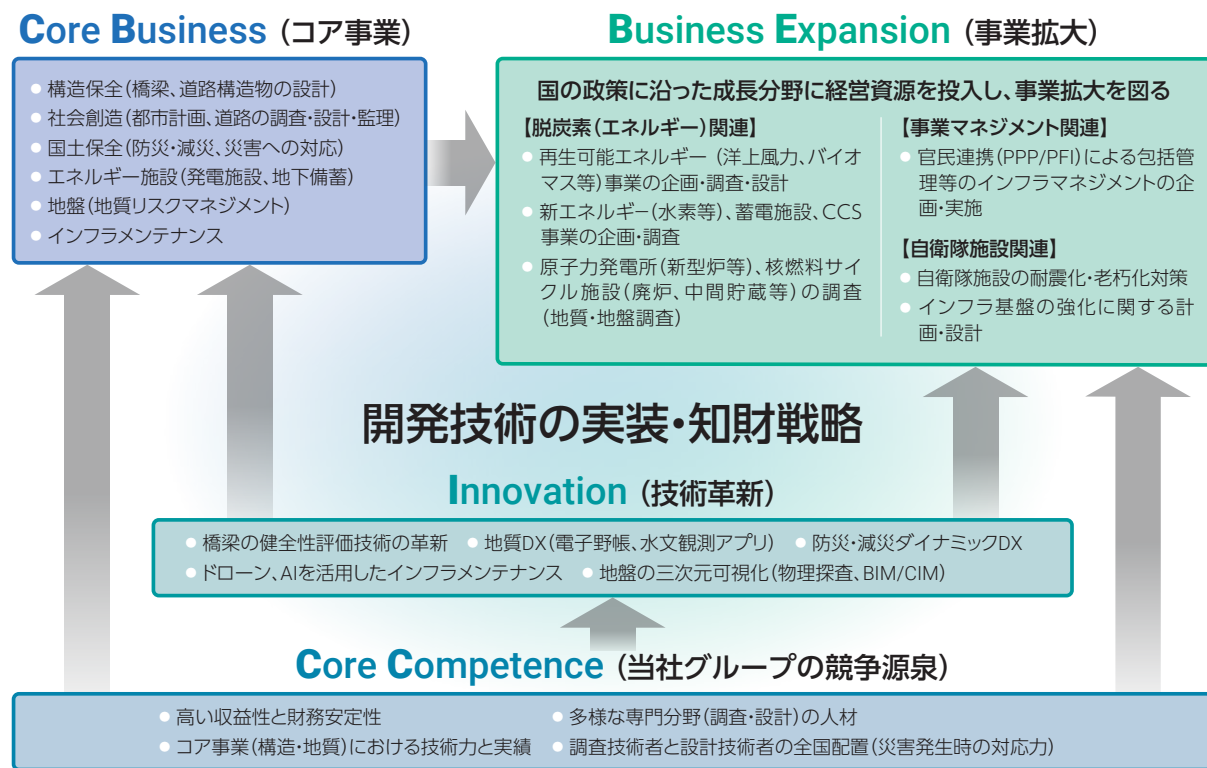 Core Business（コア事業）
● 構造保全（橋梁、道路構造物の設計）
● 社会創造（都市計画、道路の調査・設計・監理）
● 国土保全（防災・減災、災害への対応）
● エネルギー施設（発電施設、地下備蓄）
● 地盤（地質リスクマネジメント）
● インフラメンテナンス
Business Expansion（事業拡大）
国の政策に沿った成長分野に経営資源を投入し、事業拡大を図る
【脱炭素（エネルギー）関連】
● 再生可能エネルギー（洋上風力、バイオ
マス等）事業の企画・調査・設計
● 新エネルギー（水素等）、蓄電施設、CCS
事業の企画・調査
● 原子力発電所（新型炉等）、核燃料サイ
クル施設（廃炉、中間貯蔵等）の調査
（地質・地盤調査）
【事業マネジメント関連】
● 官民連携（PPP/PFI）による包括管
理等のインフラマネジメントの企
画・実施
【自衛隊施設関連】
● 自衛隊施設の耐震化・老朽化対策
● インフラ基盤の強化に関する計
画・設計
開発技術の実装・知財戦略
Innovation（技術革新）
● 橋梁の健全性評価技術の革新 ● 地質DX（電子野帳、水文観測アプリ） ● 防災・減災ダイナミックDX
● ドローン、AIを活用したインフラメンテナンス ● 地盤の三次元可視化（物理探査、BIM/CIM）
Core Competence（当社グループの競争源泉）
● 高い収益性と財務安定性 ● 多様な専門分野（調査・設計）の人材
● コア事業（構造・地質）における技術力と実績 ● 調査技術者と設計技術者の全国配置（災害発生時の対応力）